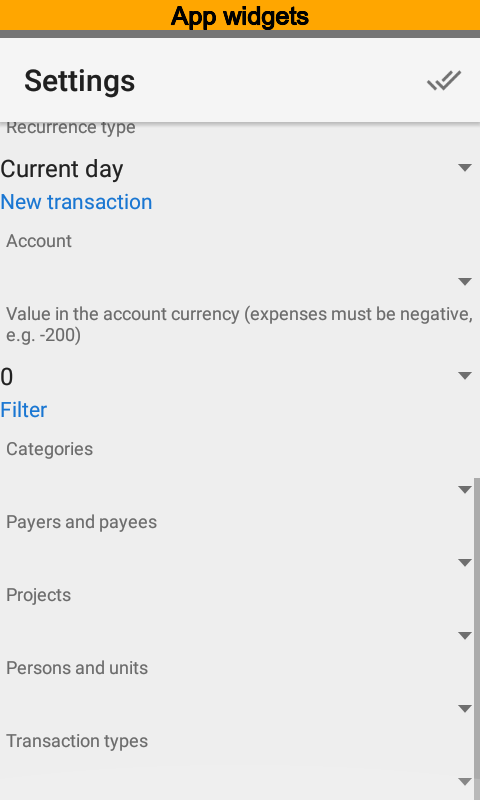 App widgets
Settings
Recurrence type
Current day
New transaction
Account
Value in the account currency (expenses must be negative,
e.g. -200)
0
Filter
Categories
Payers and payees
Projects
Persons and units
Transaction types